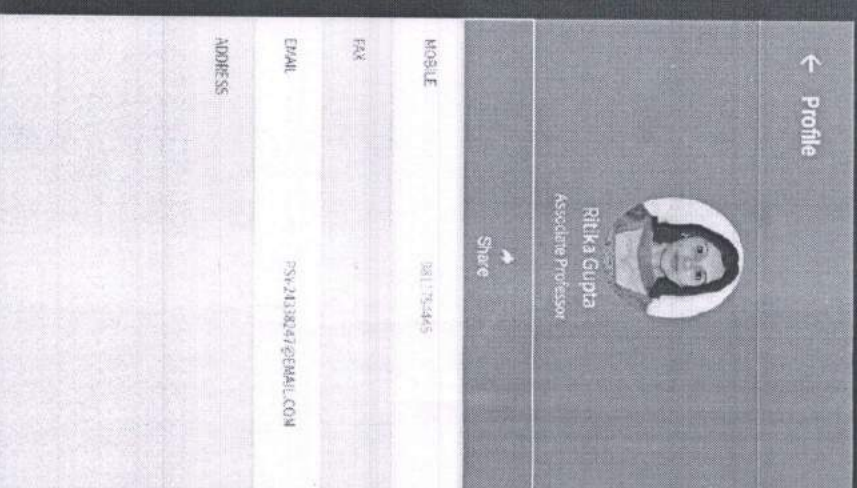 ← Profile
Ritika Gupta
Associate Professor
Share
MOBILE
FAX
EMAIL
ADDRESS